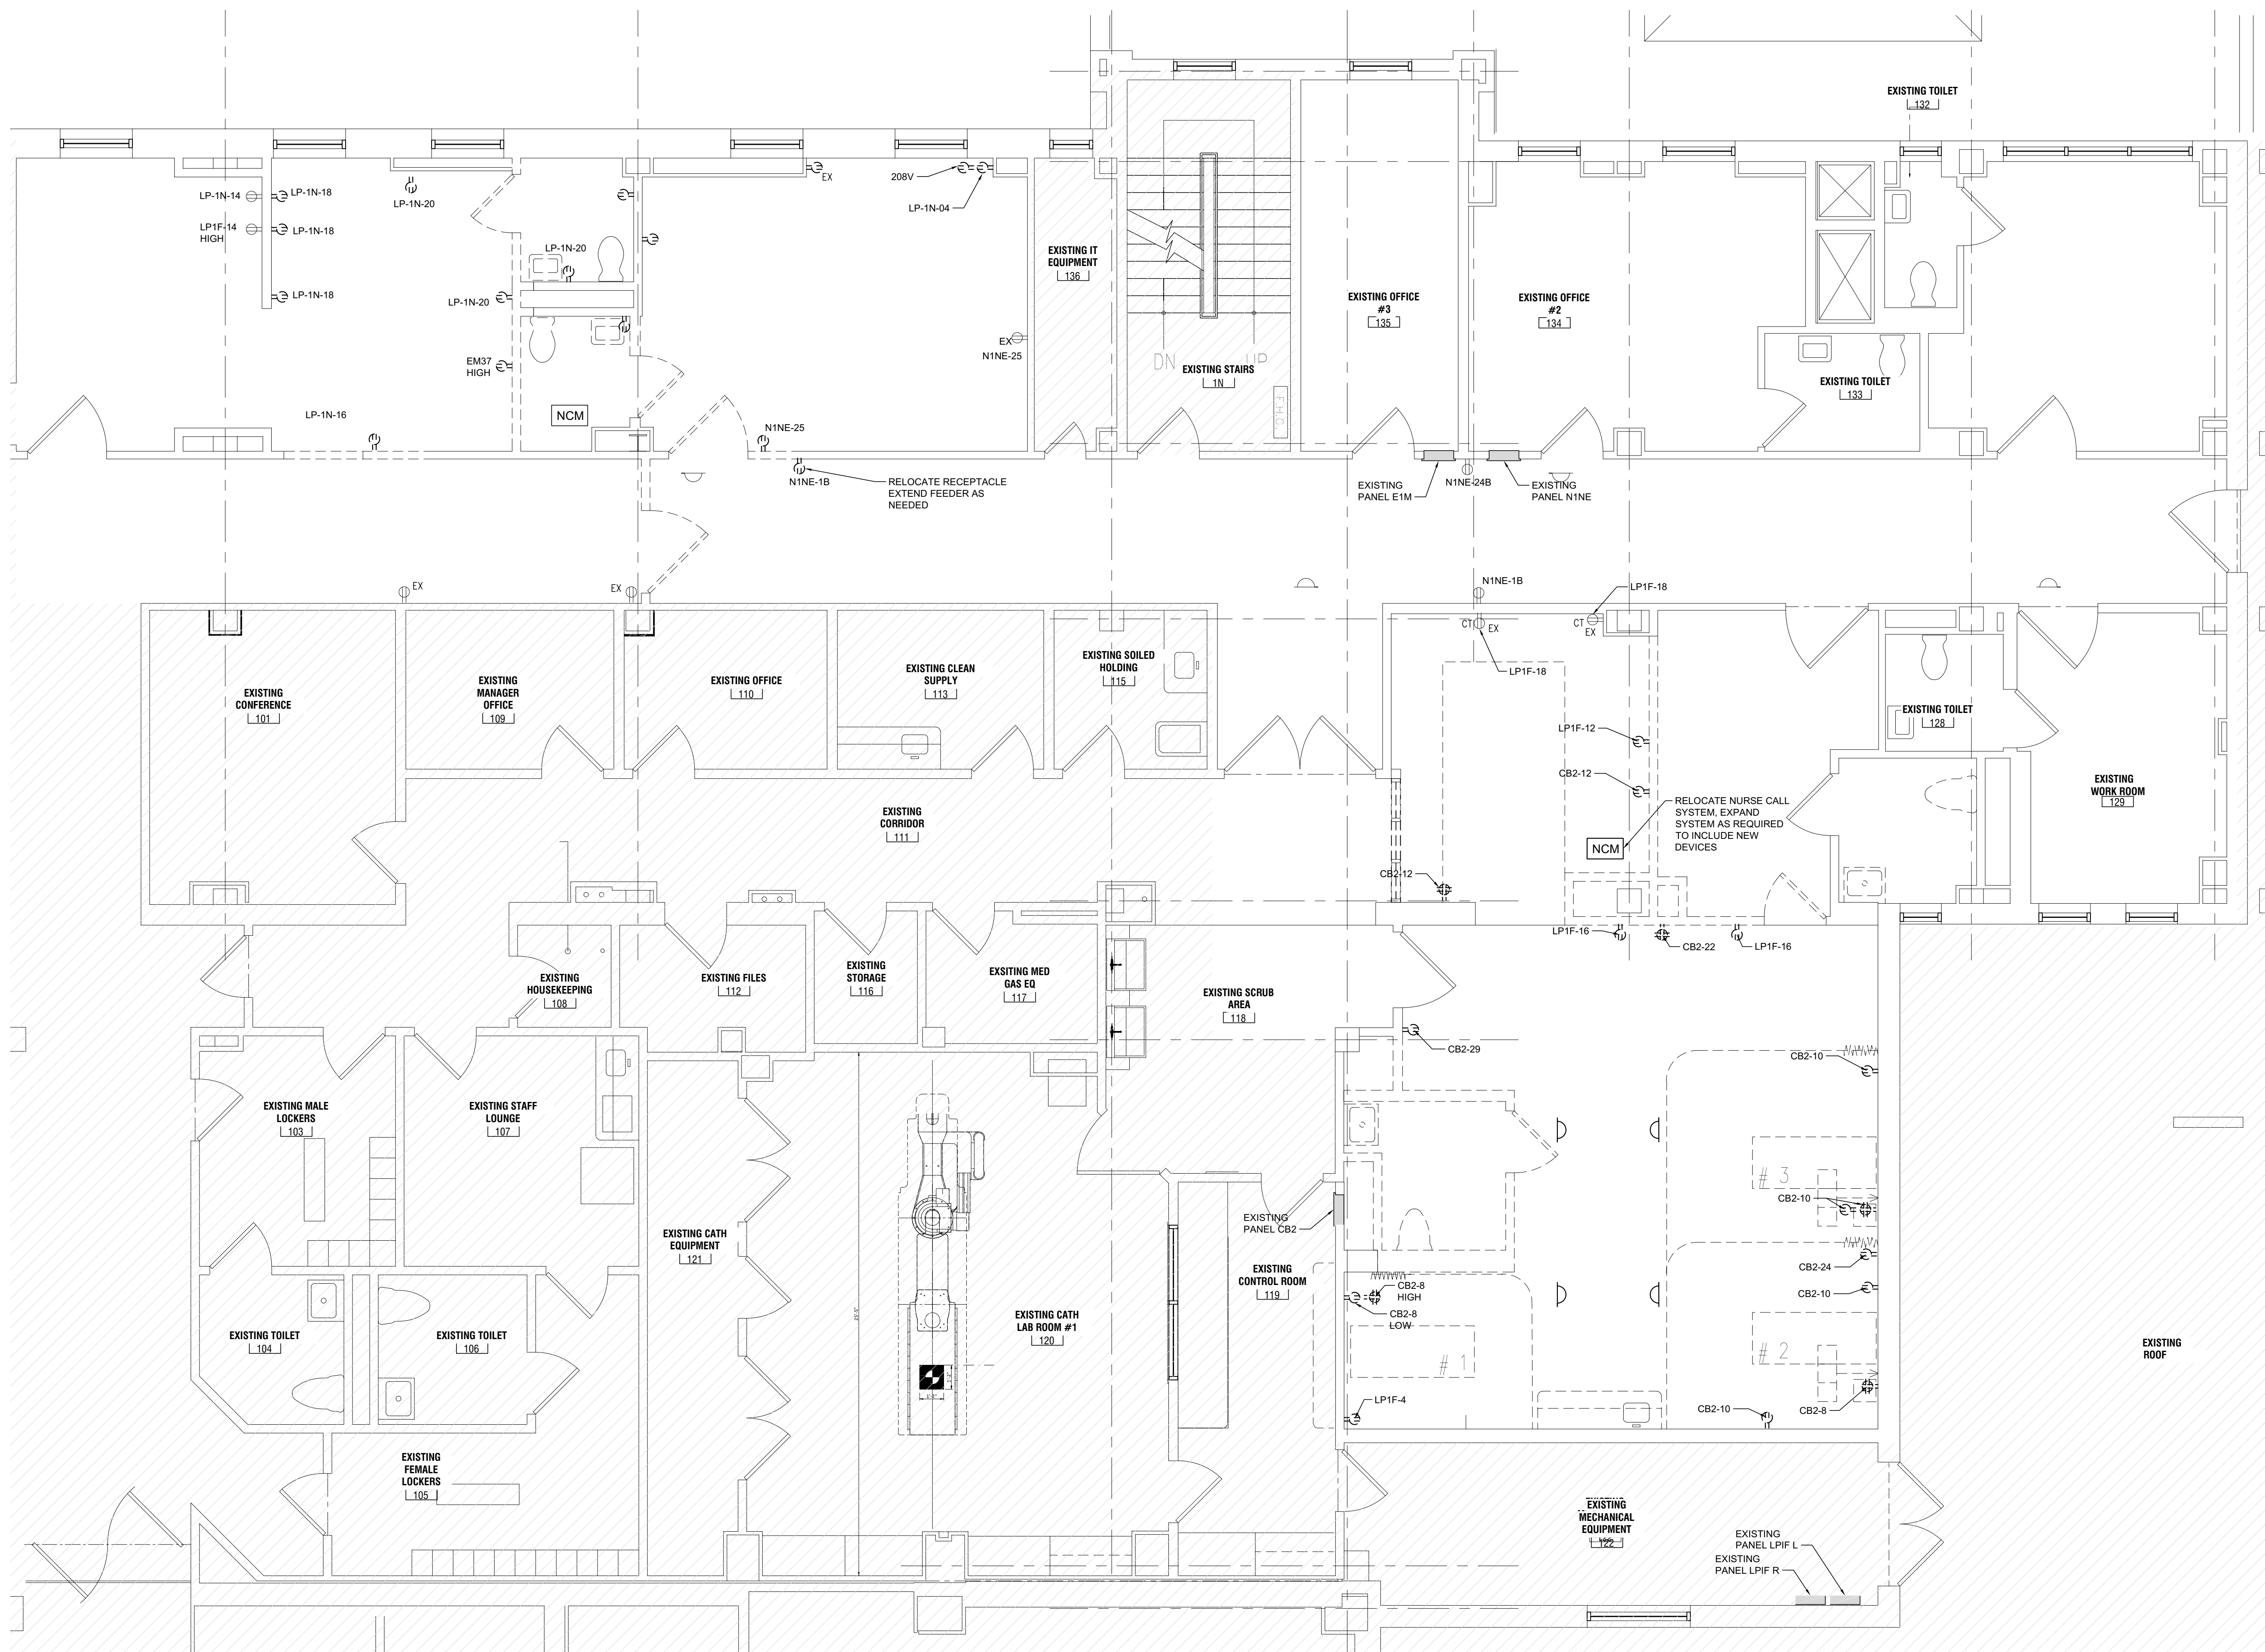 EXISTING TOILET
132
LP-1N-14
LP-1N-18
LP-1N-20
EX
208V
LP-1N-04
LP1F-14
HIGH
LP-1N-18
LP-1N-20
LP-1N-18
LP-1N-20
EM37
HIGH
LP-1N-16
NCM
EX
N1NE-25
N1NE-25
N1NE-1B
RELOCATE RECEPTACLE
EXTEND FEEDER AS
NEEDED
EXISTING IT
EQUIPMENT
136
DN
UP
EXISTING STAIRS
1N
F.H.C.
EXISTING OFFICE
#3
135
EXISTING OFFICE
#2
134
EXISTING TOILET
133
EXISTING
PANEL E1M
N1NE-24B
EXISTING
PANEL N1NE
EX
EX
N1NE-1B
LP1F-18
CT
EX
CT
EX
LP1F-18
EXISTING
CONFERENCE
101
EXISTING
MANAGER
OFFICE
109
EXISTING OFFICE
110
EXISTING CLEAN
SUPPLY
113
EXISTING SOILED
HOLDING
115
LP1F-12
CB2-12
RELOCATE NURSE CALL
SYSTEM, EXPAND
SYSTEM AS REQUIRED
TO INCLUDE NEW
DEVICES
NCM
EXISTING TOILET
128
EXISTING
WORK ROOM
129
EXISTING
CORRIDOR
111
CB2-12
LP1F-16
CB2-22
LP1F-16
EXISTING
HOUSEKEEPING
108
EXISTING FILES
112
EXISTING
STORAGE
116
EXSITING MED
GAS EQ
117
EXISTING SCRUB
AREA
118
CB2-29
CB2-10
EXISTING MALE
LOCKERS
103
EXISTING STAFF
LOUNGE
107
# 3
CB2-10
EXISTING
PANEL CB2
EXISTING CATH
EQUIPMENT
121
EXISTING
CONTROL ROOM
119
CB2-8
HIGH
CB2-8
LOW
CB2-24
CB2-10
EXISTING CATH
LAB ROOM #1
120
25'-5"
EXISTING TOILET
104
EXISTING TOILET
106
# 1
# 2
EXISTING
ROOF
LP1F-4
CB2-10
CB2-8
EXISTING
FEMALE
LOCKERS
105
EXISTING
MECHANICAL
EQUIPMENT
122
EXISTING
PANEL LPIF L
EXISTING
PANEL LPIF R